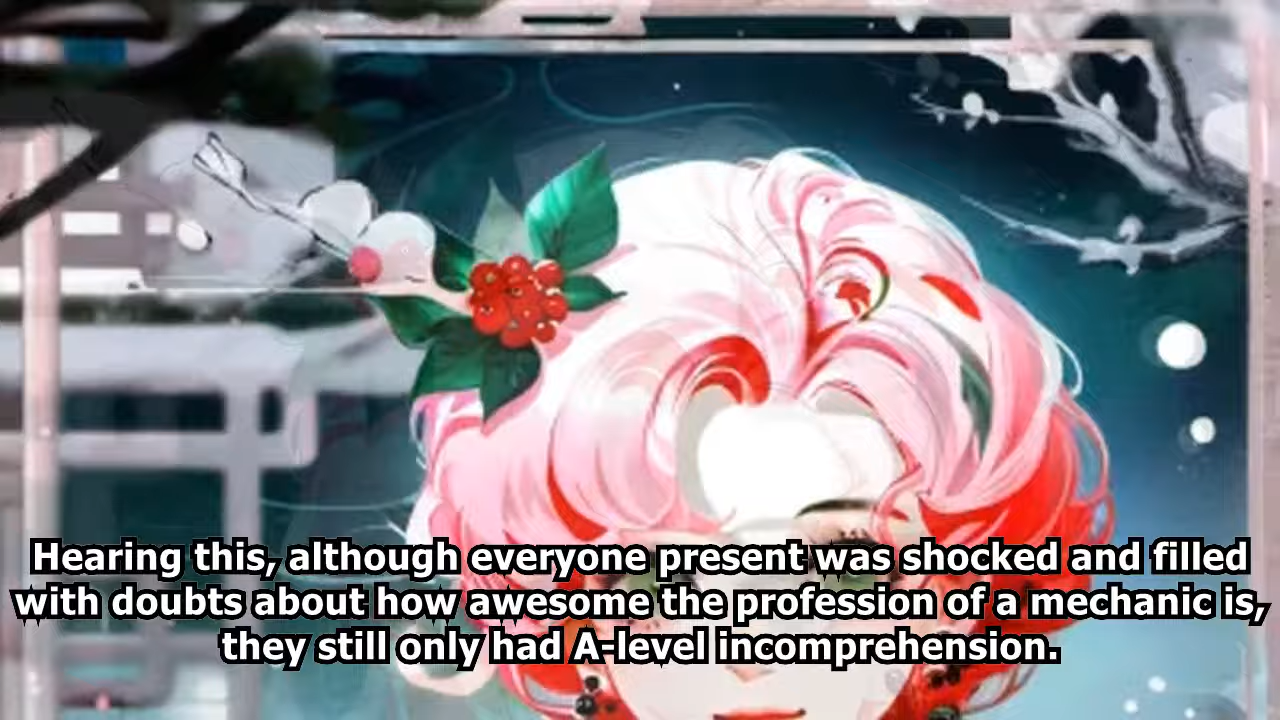 Hearing this, although everyone present was shocked and filled
with doubts about how awesome the profession of a mechanic is,
they still only had A-level incomprehension.